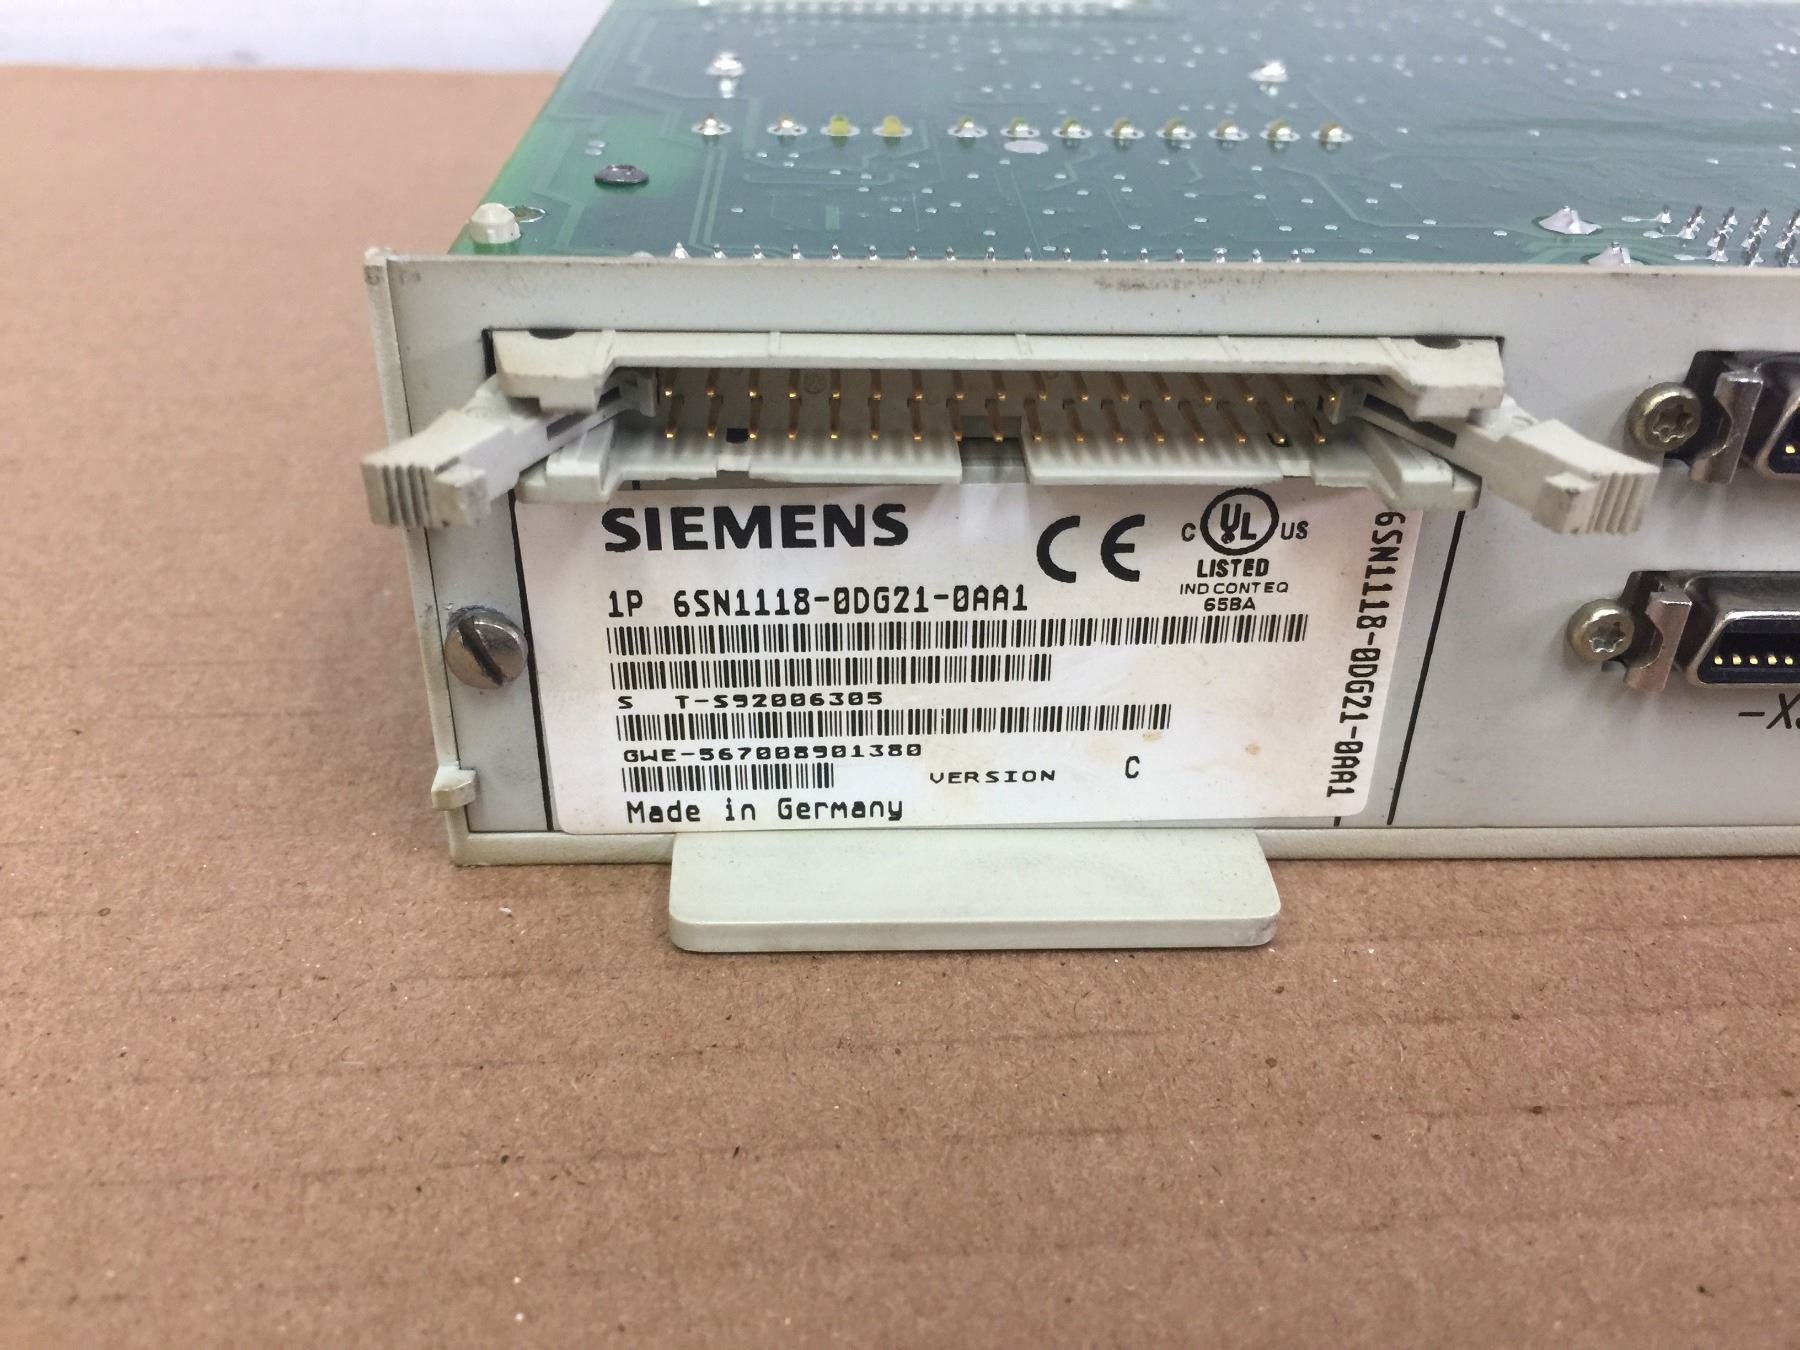 SIEMENS
CE
C UL US
LISTED
IND CONT EQ
65BA
1P 6SN1118-0DG21-0AA1
S T-S92006305
GWE-567008901380
VERSION C
Made in Germany
6SN1118-0DG21-0AA1